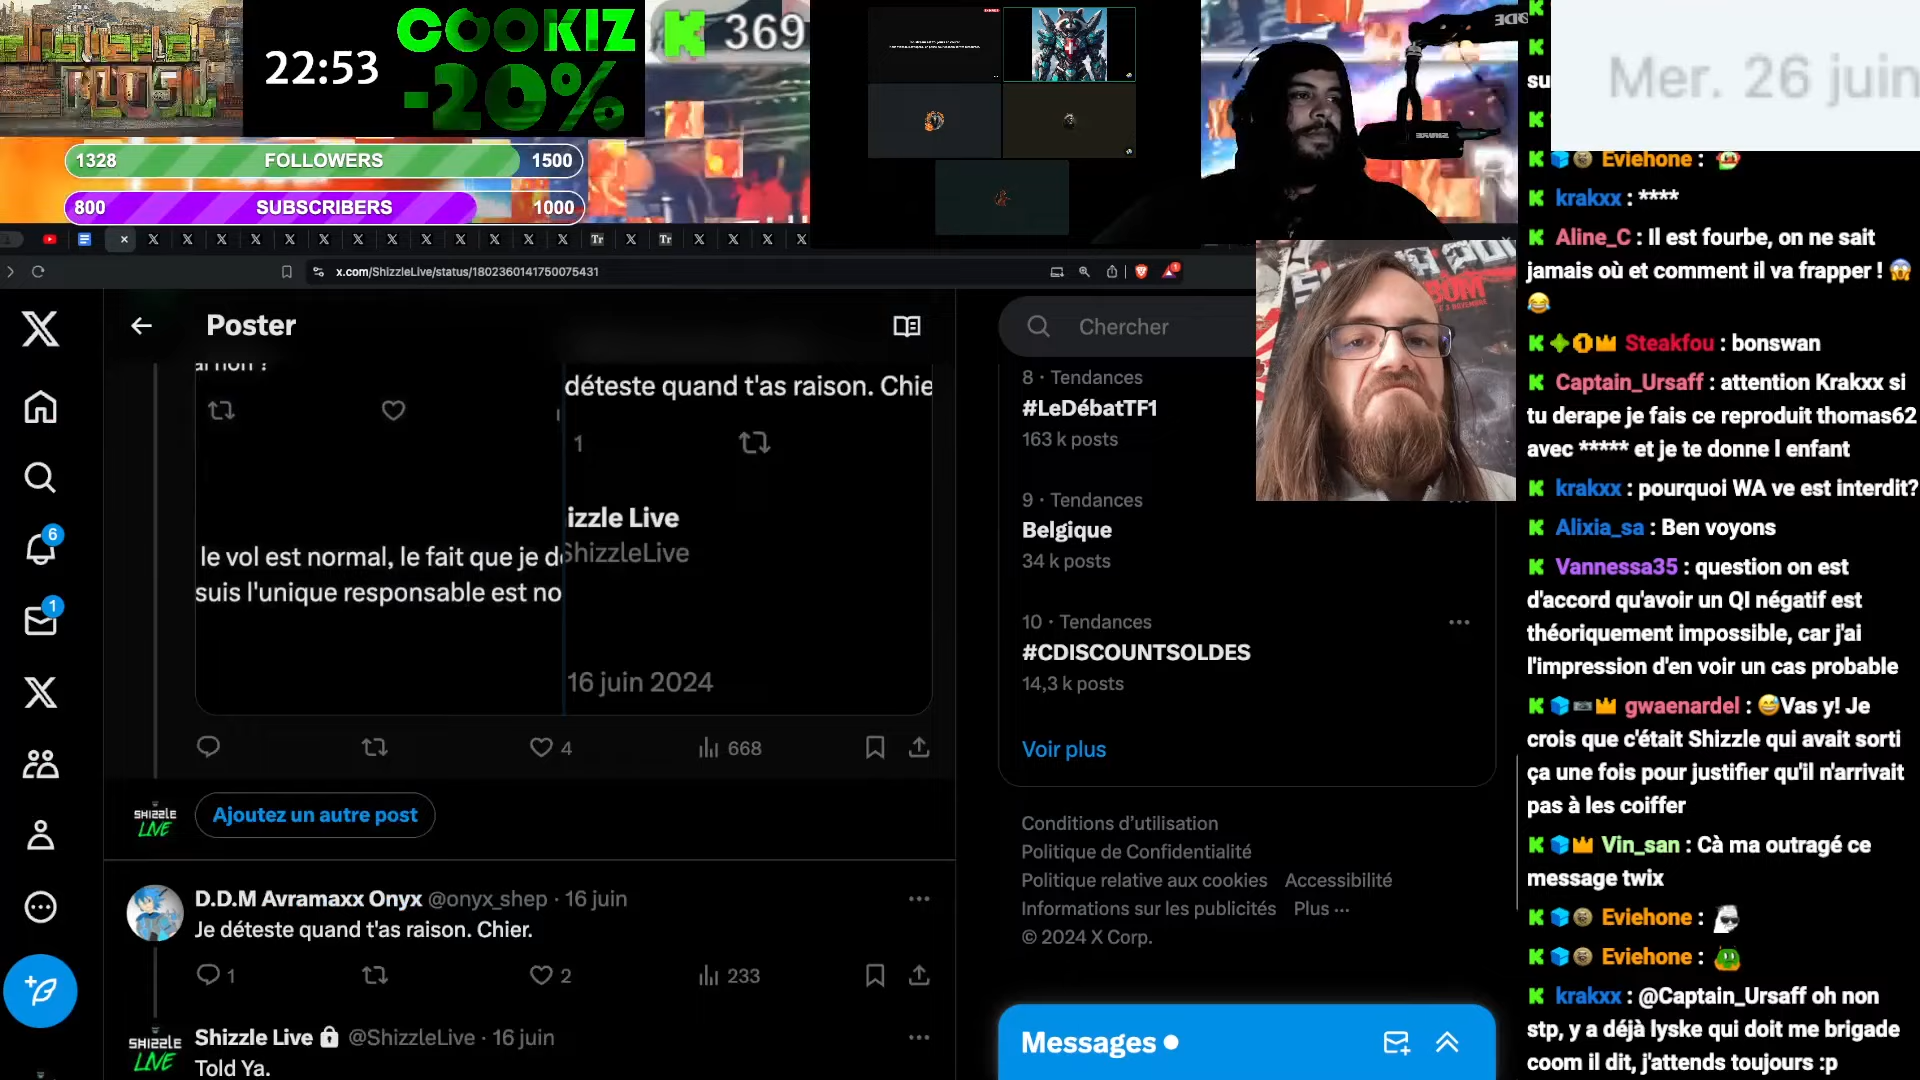 22:53
COOKIZ
-20%
369
1328 FOLLOWERS 1500
800 SUBSCRIBERS 1000
x.com/ShizzleLive/status/1802360141750075431
Poster
Chercher
déteste quand t'as raison. Chie
1
izzle Live
ShizzleLive
le vol est normal, le fait que je d
suis l'unique responsable est no
16 juin 2024
4
668
Ajoutez un autre post
D.D.M Avramaxx Onyx @onyx_shep · 16 juin
Je déteste quand t'as raison. Chier.
1
2
233
Shizzle Live @ShizzleLive · 16 juin
Told Ya.
SHIZZLE
LIVE
SHIZZLE
LIVE
6
1
8 · Tendances
#LeDébatTF1
163 k posts
9 · Tendances
Belgique
34 k posts
10 · Tendances
#CDISCOUNTSOLDES
14,3 k posts
Voir plus
Conditions d'utilisation
Politique de Confidentialité
Politique relative aux cookies Accessibilité
Informations sur les publicités Plus ···
© 2024 X Corp.
Messages
Mer. 26 juin
su
Eviehone :
krakxx : ****
Aline_C : Il est fourbe, on ne sait
jamais où et comment il va frapper !
Steakfou : bonswan
Captain_Ursaff : attention Krakxx si
tu derape je fais ce reproduit thomas62
avec ***** et je te donne l enfant
krakxx : pourquoi WA ve est interdit?
Alixia_sa : Ben voyons
Vannessa35 : question on est
d'accord qu'avoir un QI négatif est
théoriquement impossible, car j'ai
l'impression d'en voir un cas probable
gwaenardel : Vas y! Je
crois que c'était Shizzle qui avait sorti
ça une fois pour justifier qu'il n'arrivait
pas à les coiffer
Vin_san : Cà ma outragé ce
message twix
Eviehone :
Eviehone :
krakxx : @Captain_Ursaff oh non
stp, y a déjà lyske qui doit me brigade
coom il dit, j'attends toujours :p